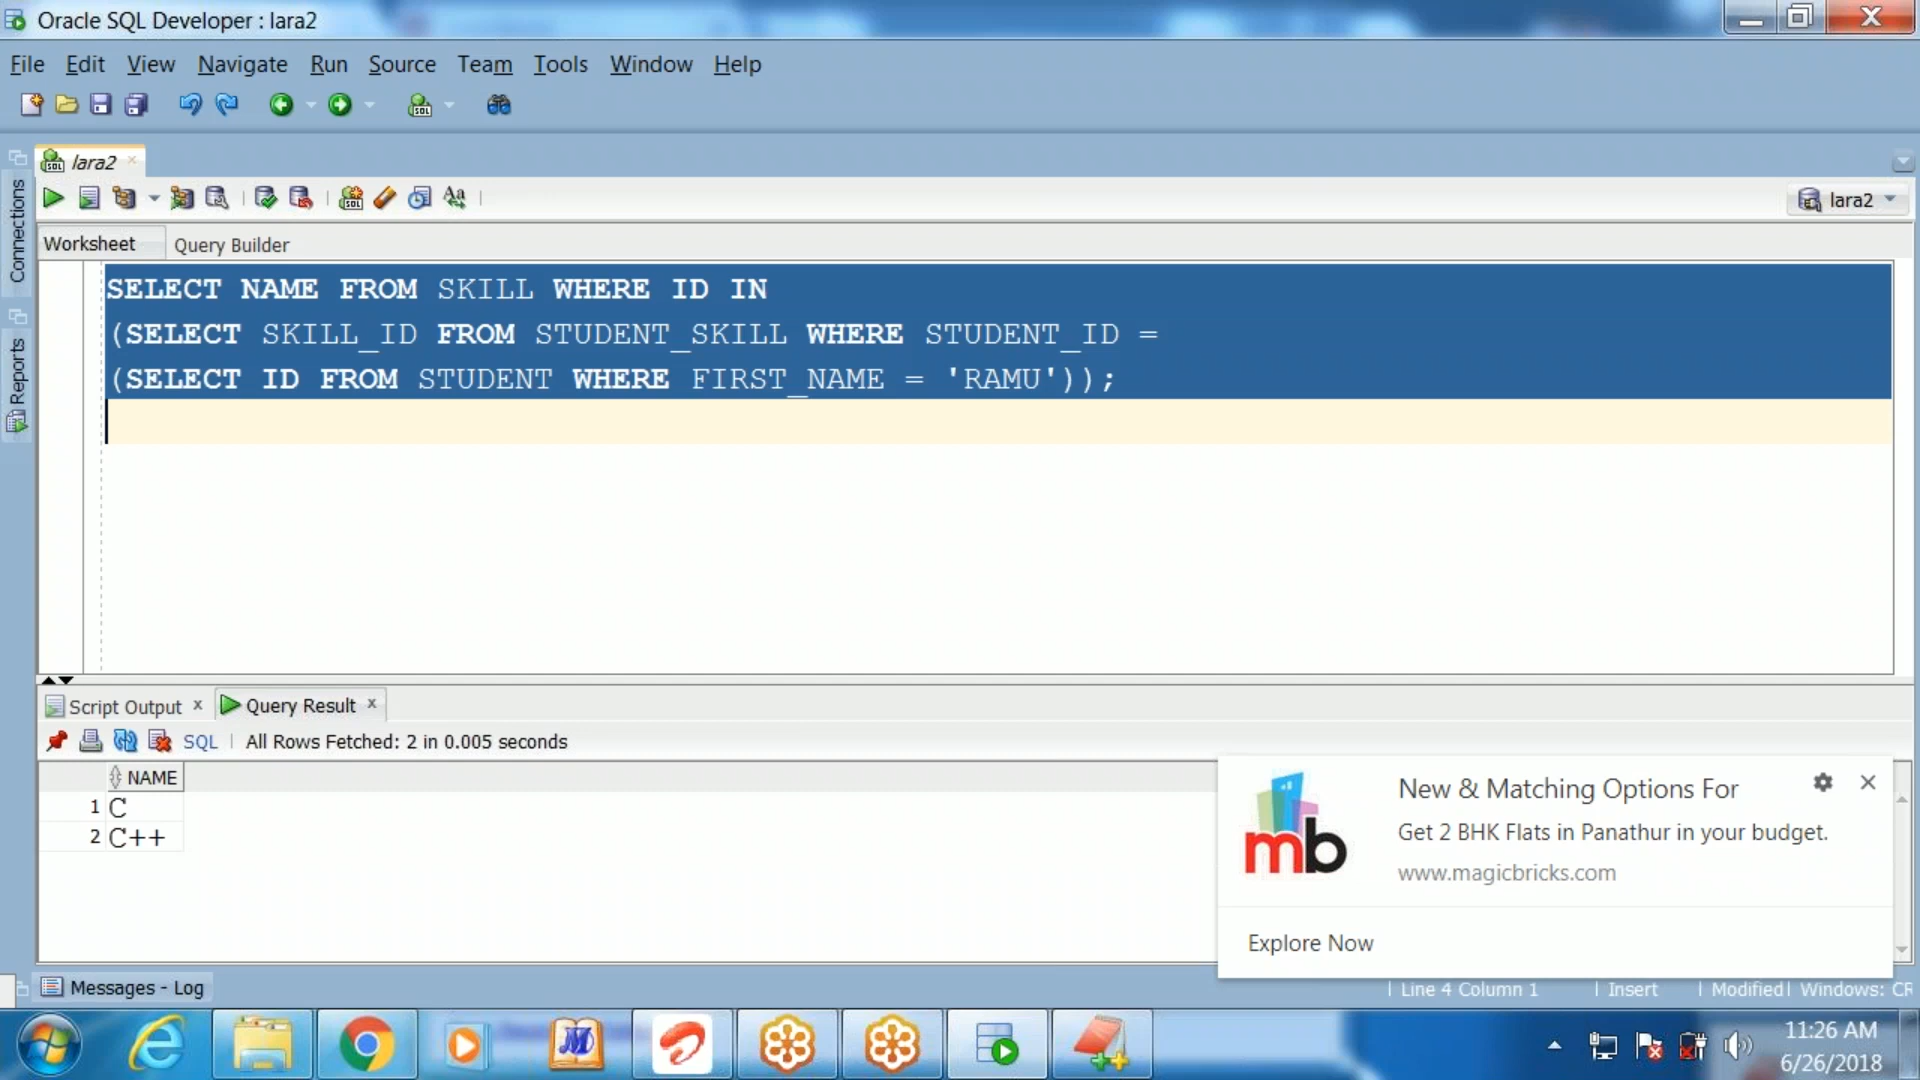 Oracle SQL Developer : lara2
File Edit View Navigate Run Source Team Tools Window Help
lara2
lara2
Connections
Reports
Worksheet Query Builder
SELECT NAME FROM SKILL WHERE ID IN
(SELECT SKILL_ID FROM STUDENT_SKILL WHERE STUDENT_ID =
(SELECT ID FROM STUDENT WHERE FIRST_NAME = 'RAMU'));
Script Output x Query Result x
SQL | All Rows Fetched: 2 in 0.005 seconds
NAME
1 C
2 C++
mb
New & Matching Options For
Get 2 BHK Flats in Panathur in your budget.
www.magicbricks.com
Explore Now
Messages - Log
| Line 4 Column 1 | Insert | Modified | Windows: CR
11:26 AM
6/26/2018